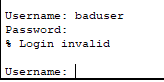 Username: baduser
Password:
% Login invalid
Username: